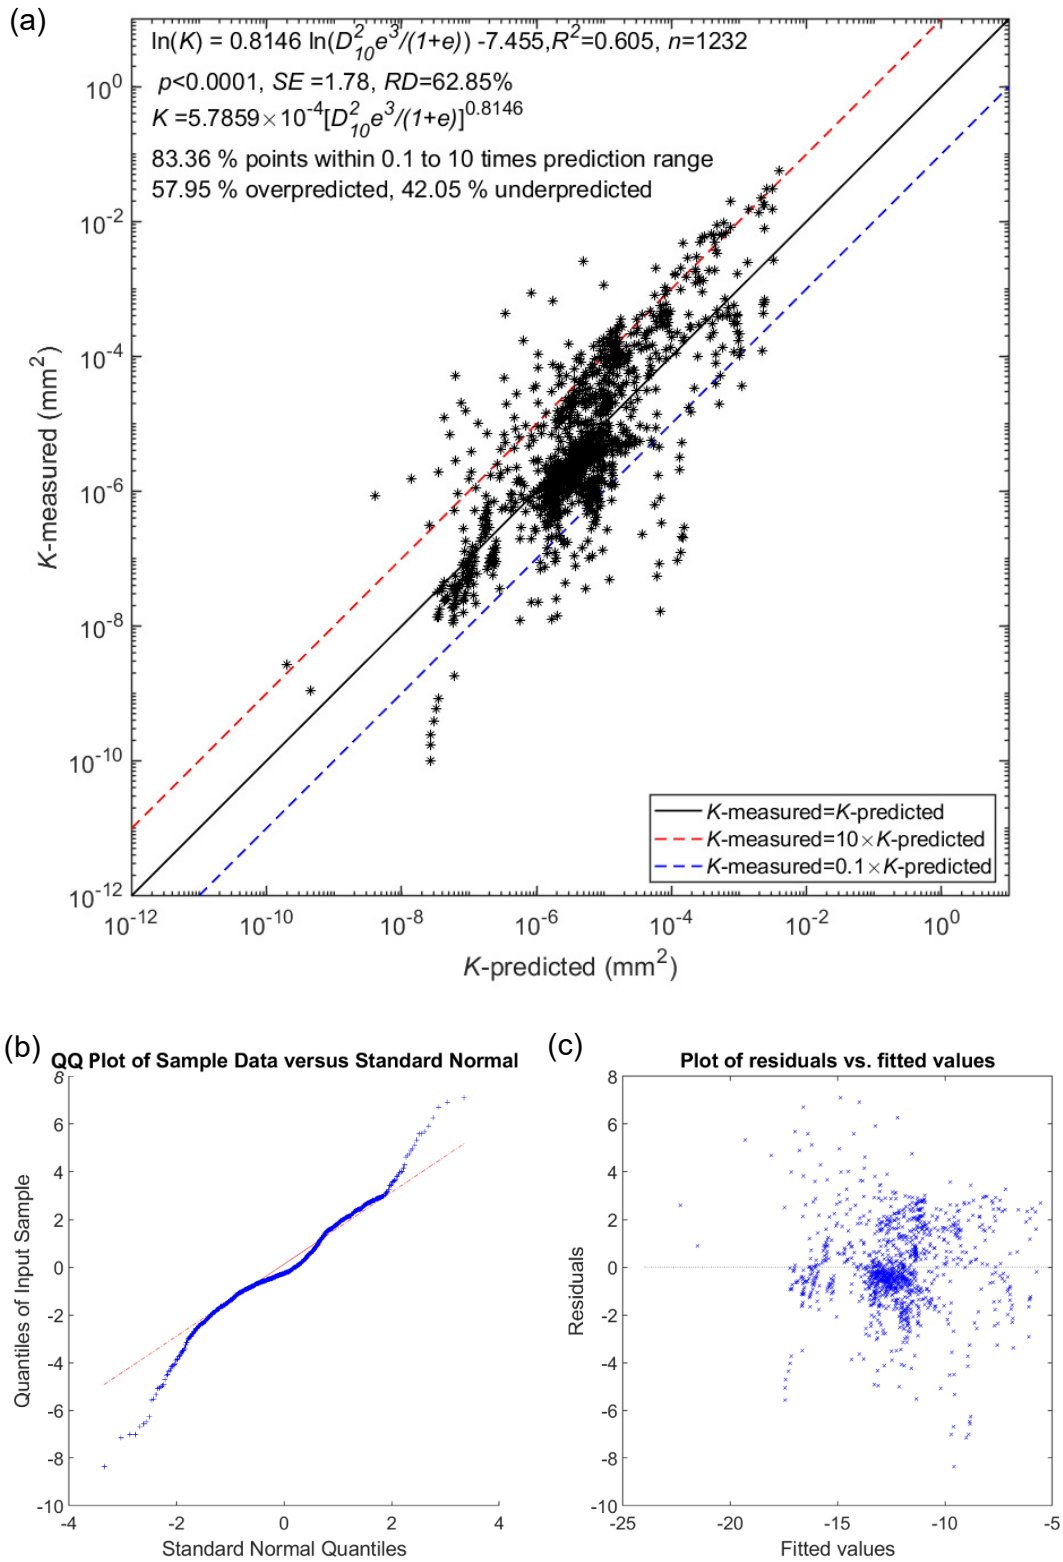 (a)
ln(K) = 0.8146 ln(D₁₀²e³/(1+e)) -7.455,R²=0.605, n=1232
p<0.0001, SE =1.78, RD=62.85%
K =5.7859×10⁻⁴[D₁₀²e³/(1+e)]⁰·⁸¹⁴⁶
83.36 % points within 0.1 to 10 times prediction range
57.95 % overpredicted, 42.05 % underpredicted
10⁰
10⁻²
10⁻⁴
10⁻⁶
10⁻⁸
10⁻¹⁰
10⁻¹²
K-measured (mm²)
K-measured=K-predicted
K-measured=10×K-predicted
K-measured=0.1×K-predicted
10⁻¹² 10⁻¹⁰ 10⁻⁸ 10⁻⁶ 10⁻⁴ 10⁻² 10⁰
K-predicted (mm²)
(b)
QQ Plot of Sample Data versus Standard Normal
8
6
4
2
0
-2
-4
-6
-8
-10
Quantiles of Input Sample
-4 -2 0 2 4
Standard Normal Quantiles
(c)
Plot of residuals vs. fitted values
8
6
4
2
0
-2
-4
-6
-8
-10
Residuals
-25 -20 -15 -10 -5
Fitted values